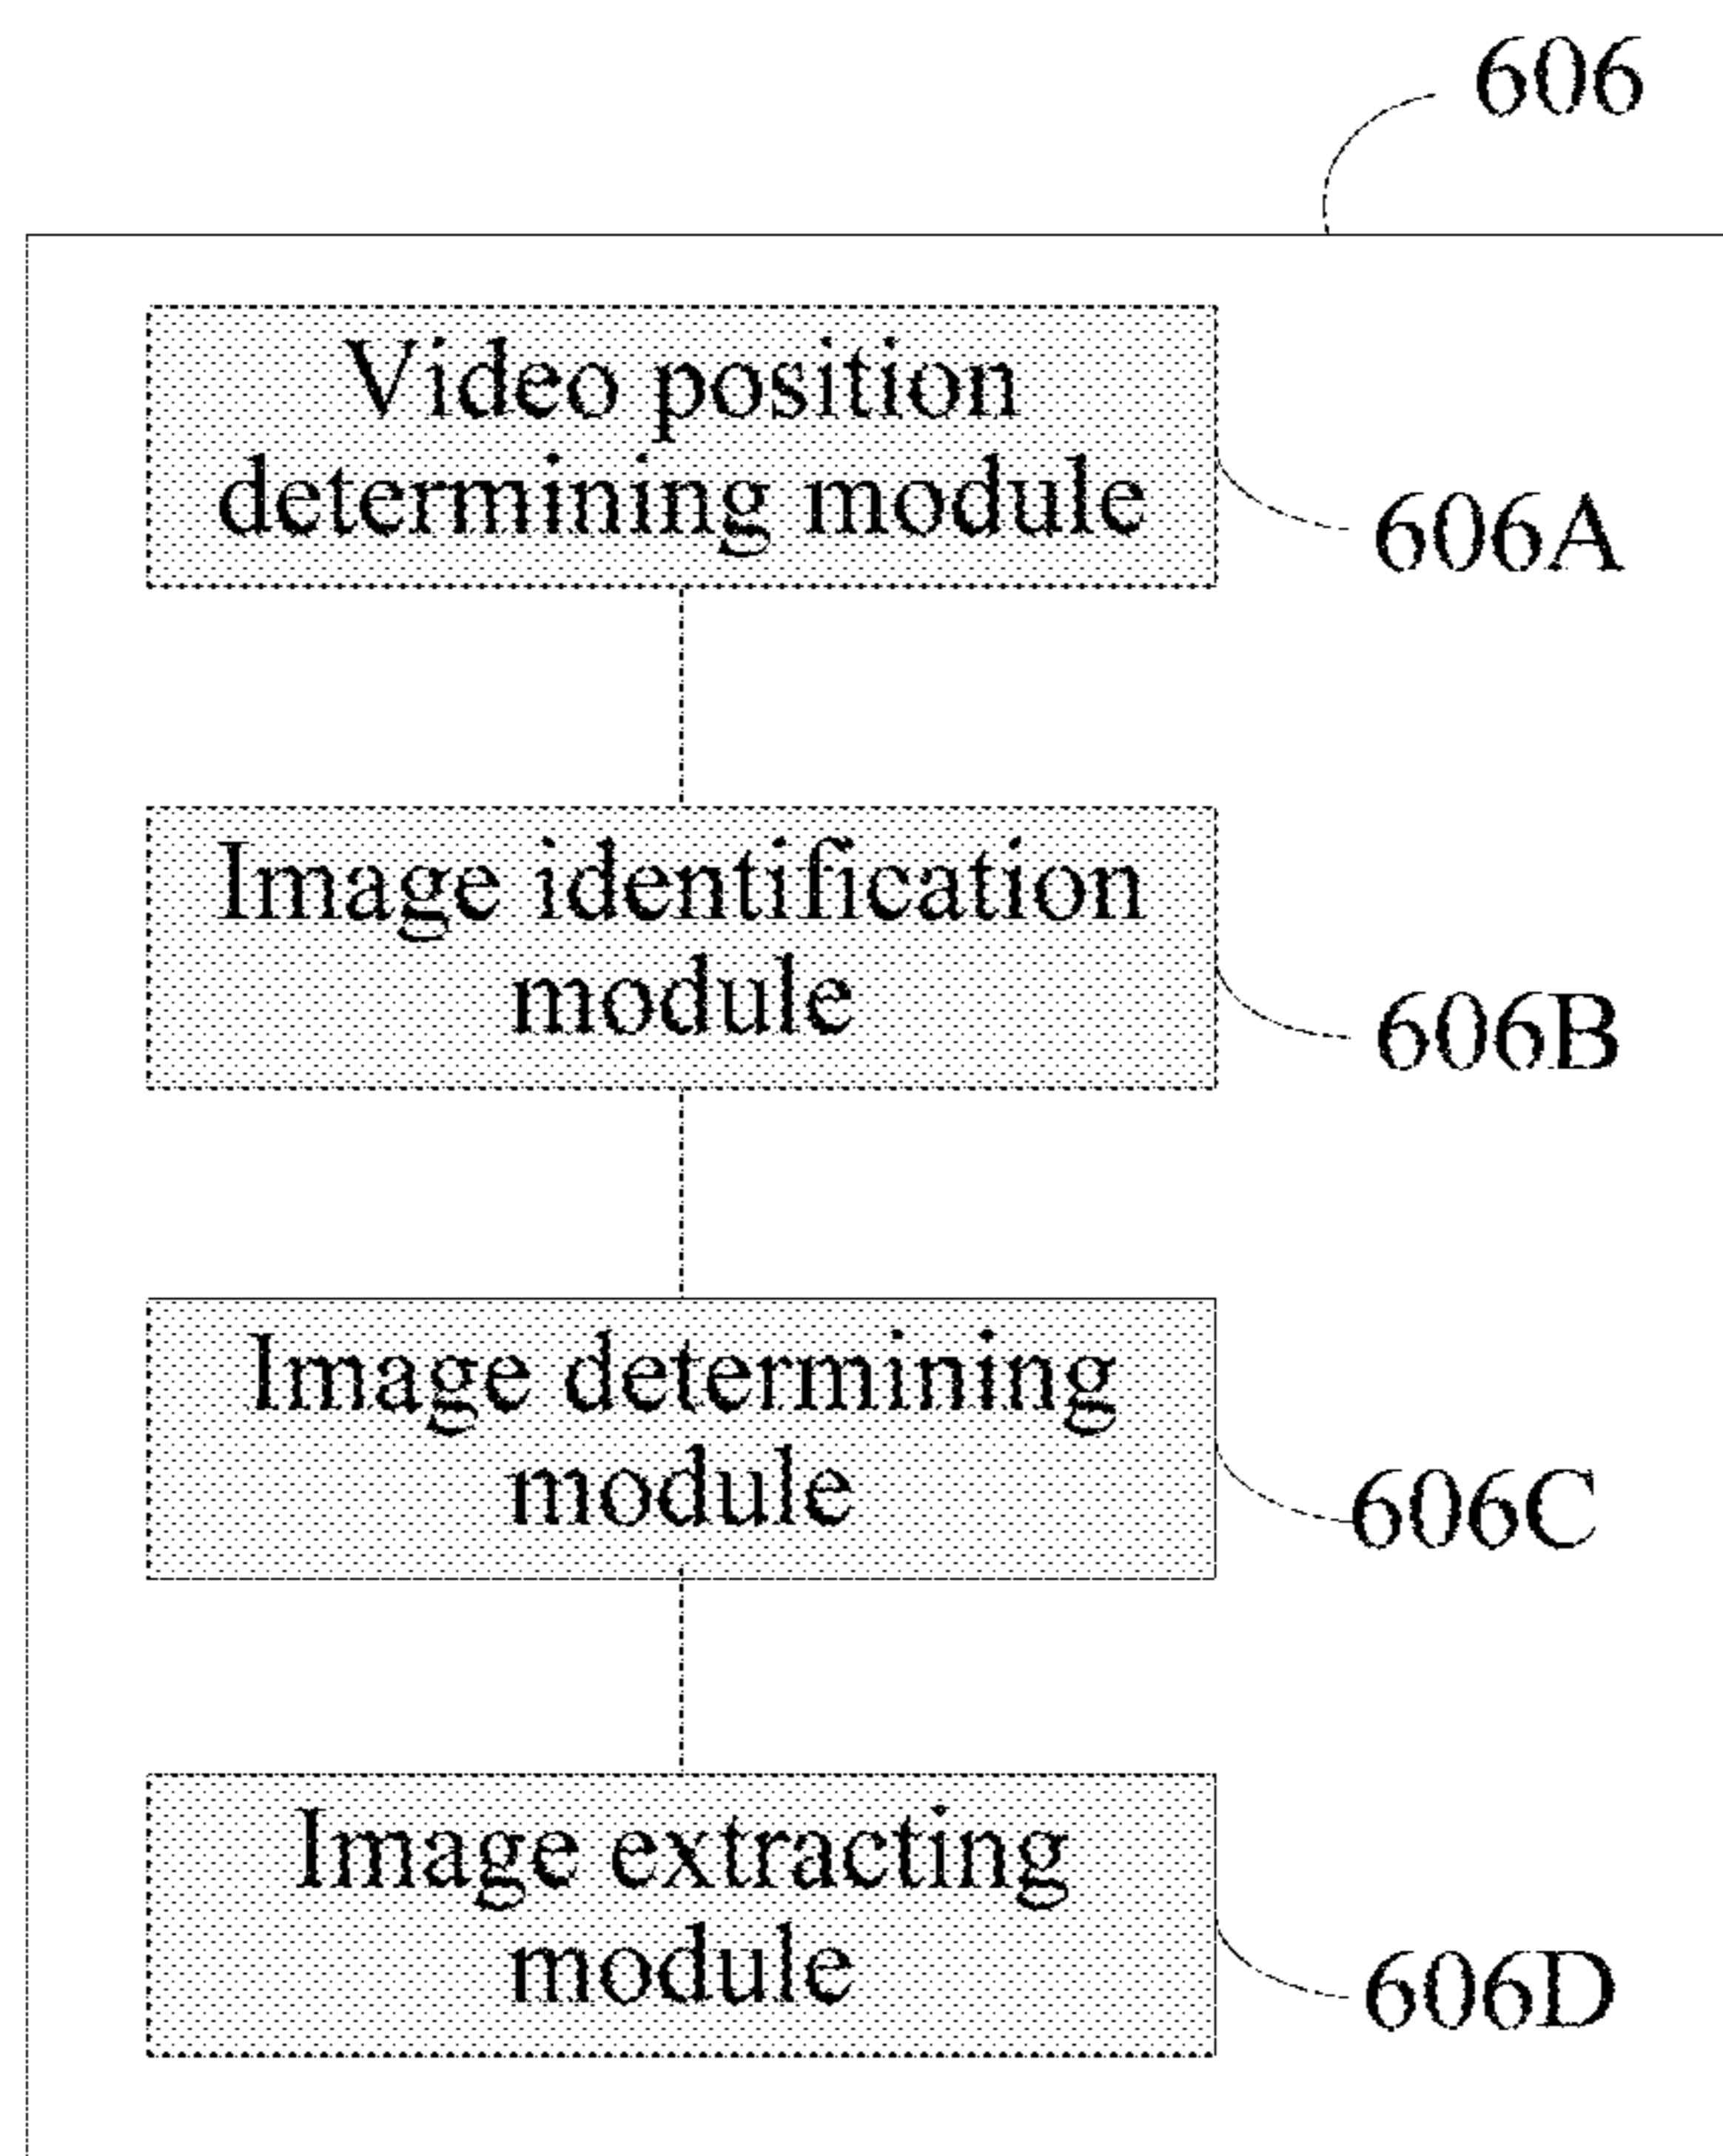 606
Video position
determining module
606A
Image identification
module
606B
Image determining
module
606C
Image extracting
module
606D